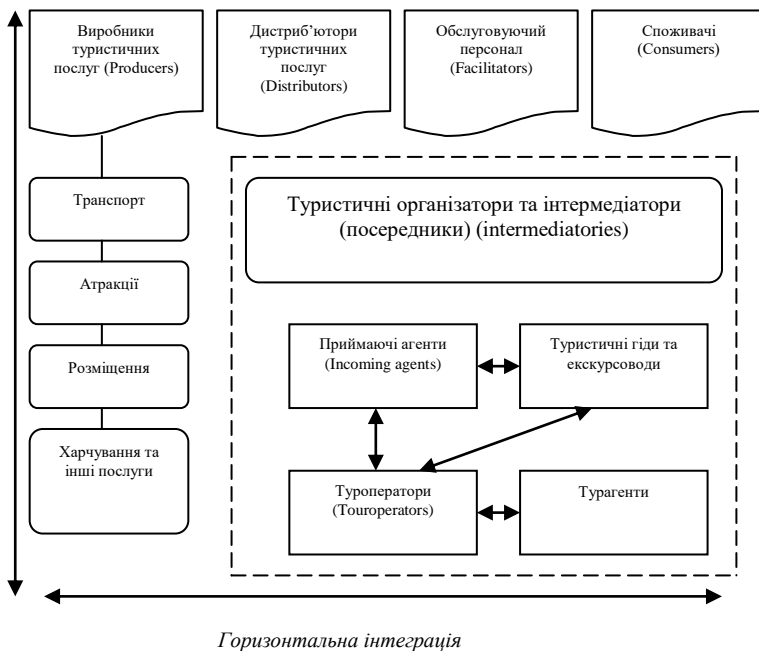 Виробники
туристичних
послуг (Producers)
Дистриб’ютори
туристичних
послуг
(Distributors)
Обслуговуючий
персонал
(Facilitators)
Споживачі
(Consumers)
Транспорт
Атракції
Розміщення
Харчування та
інші послуги
Туристичні організатори та інтермедіатори
(посередники) (intermediatories)
Приймаючі агенти
(Incoming agents)
Туристичні гіди та
екскурсоводи
Туроператори
(Touroperators)
Турагенти
Горизонтальна інтеграція